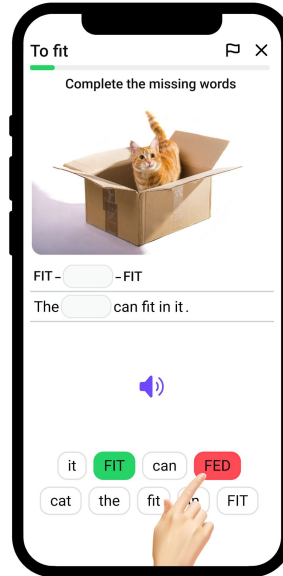 To fit
Complete the missing words
FIT- -FIT
The can fit in it.
it FIT can FED
cat the fit in FIT